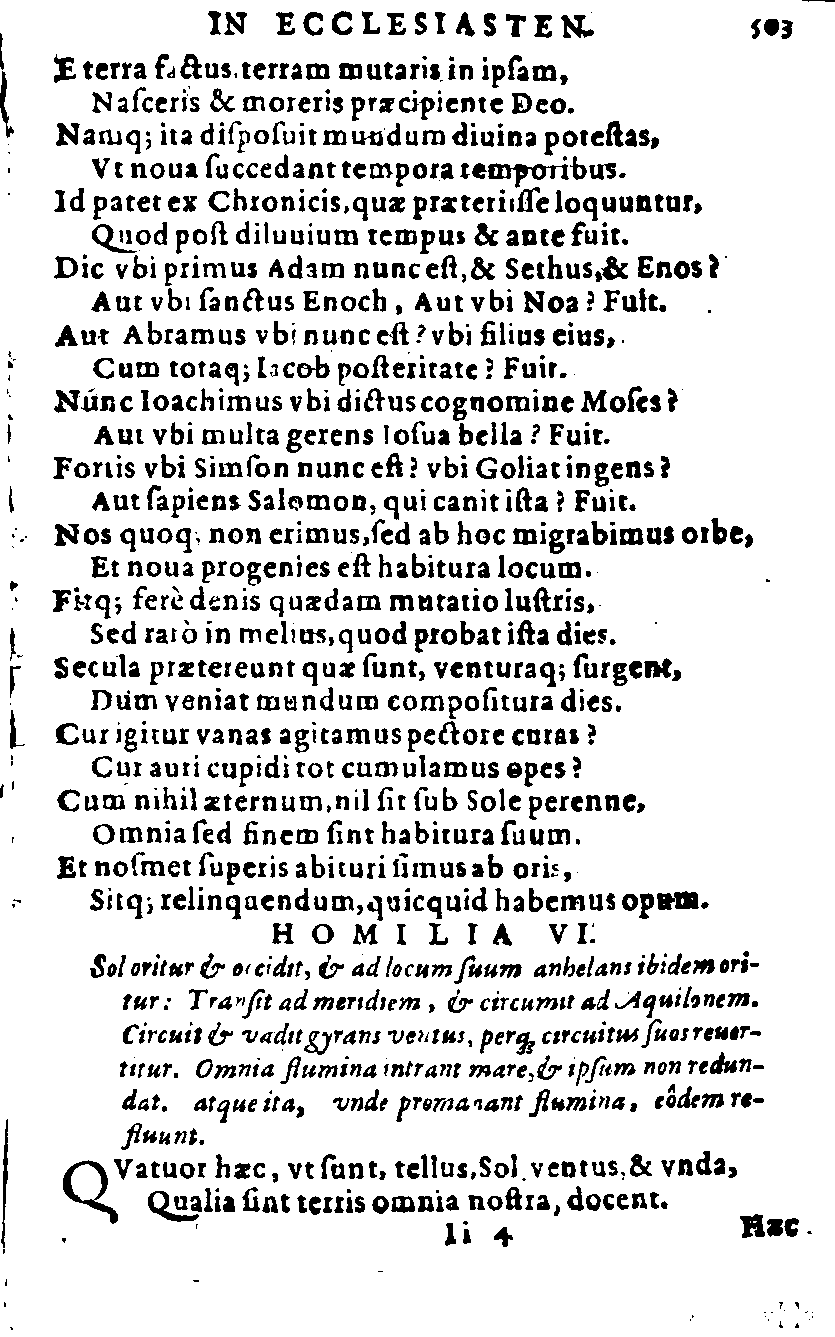 IN ECCLESIASTEN. 503
E terra factus, terram mutaris in ipſam,
Naſceris & moreris præcipiente Deo.
Namq; ita diſpoſuit mundum diuina poteſtas,
Vt noua ſuccedant tempora temporibus.
Id patet ex Chronicis, quæ præteriiſſe loquuntur,
Quod poſt diluuium tempus & ante fuit.
Dic vbi primus Adam nunc eſt, & Sethus, & Enos?
Aut vbi ſanctus Enoch, Aut vbi Noa? Fuit.
Aut Abramus vbi nunc eſt? vbi filius eius,
Cum totaq; Iacob poſteritate? Fuit.
Núnc Ioachimus vbi dictus cognomine Moſes?
Aut vbi multa gerens Ioſua bella? Fuit.
Fortis vbi Simſon nunc eſt? vbi Goliat ingens?
Aut ſapiens Salomon, qui canit iſta? Fuit.
Nos quoq; non erimus, ſed ab hoc migrabimus orbe,
Et noua progenies eſt habitura locum.
Fitq; ferè denis quædam mutatio luſtris,
Sed rarò in melius, quod probat iſta dies.
Secula prætereunt quæ ſunt, venturaq; ſurgent,
Dum veniat mundum compoſitura dies.
Cur igitur vanas agitamus pectore curas?
Cur auri cupidi tot cumulamus opes?
Cum nihil æternum, nil ſit ſub Sole perenne,
Omnia ſed finem ſint habitura ſuum.
Et noſmet ſuperis abituri ſimus ab oris,
Sitq; relinquendum, quicquid habemus opum.
HOMILIA VI.
Sol oritur & occidit, & ad locum ſuum anhelans ibidem ori-
tur: Tranſit ad meridiem, & circumit ad Aquilonem.
Circuit & vadit gyrans ventus, perq; circuitus ſuos reuer-
titur. Omnia flumina intrant mare, & ipſum non redun-
dat. atque ita, vnde promanant flumina, eôdem re-
fluunt.
QVatuor hæc, vt ſunt, tellus, Sol, ventus, & vnda,
Qualia ſint terris omnia noſtra, docent.
Ii 4 Hæc